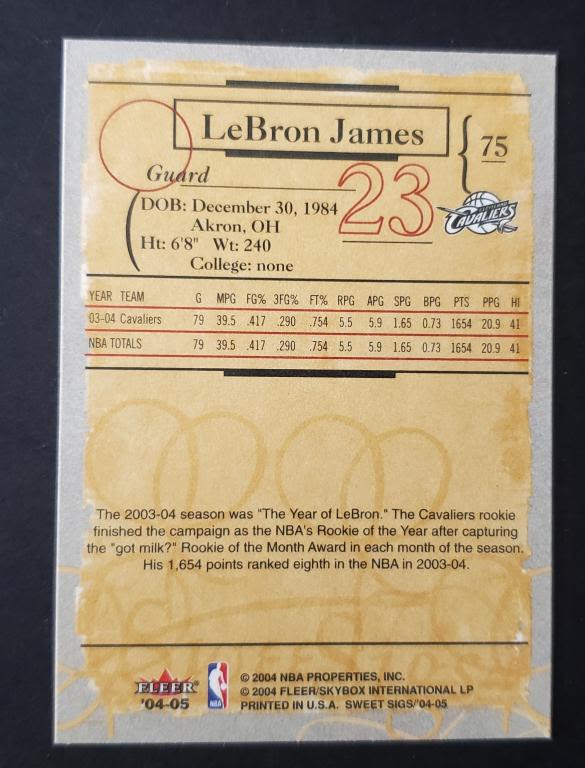 LeBron James
75
Guard
23
DOB: December 30, 1984
Akron, OH
Ht: 6'8" Wt: 240
College: none
CAVALIERS
YEAR TEAM G MPG FG% 3FG% FT% RPG APG SPG BPG PTS PPG HI
03-04 Cavaliers 79 39.5 .417 .290 .754 5.5 5.9 1.65 0.73 1654 20.9 41
NBA TOTALS 79 39.5 .417 .290 .754 5.5 5.9 1.65 0.73 1654 20.9 41
The 2003-04 season was "The Year of LeBron." The Cavaliers rookie
finished the campaign as the NBA's Rookie of the Year after capturing
the "got milk?" Rookie of the Month Award in each month of the season.
His 1,654 points ranked eighth in the NBA in 2003-04.
FLEER
'04-05
NBA
© 2004 NBA PROPERTIES, INC.
© 2004 FLEER/SKYBOX INTERNATIONAL LP
PRINTED IN U.S.A. SWEET SIGS/'04-05